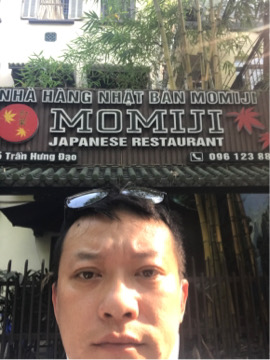 NHÀ HÀNG NHẬT BẢN MOMIJI
MOMIJI
JAPANESE RESTAURANT
Trần Hưng Đạo
096 123 88